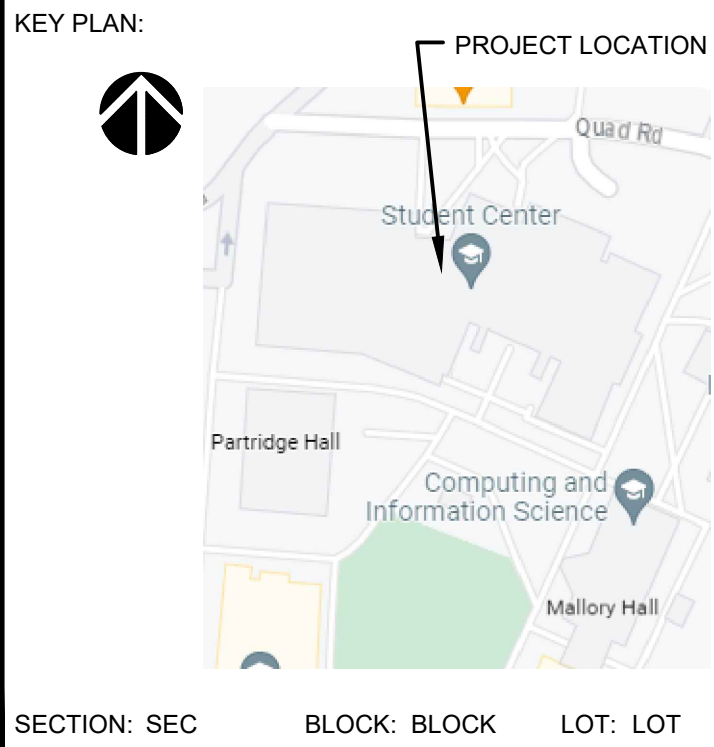 KEY PLAN:
PROJECT LOCATION
Quad Rd
Student Center
Partridge Hall
Computing and
Information Science
Mallory Hall
SECTION: SEC BLOCK: BLOCK LOT: LOT